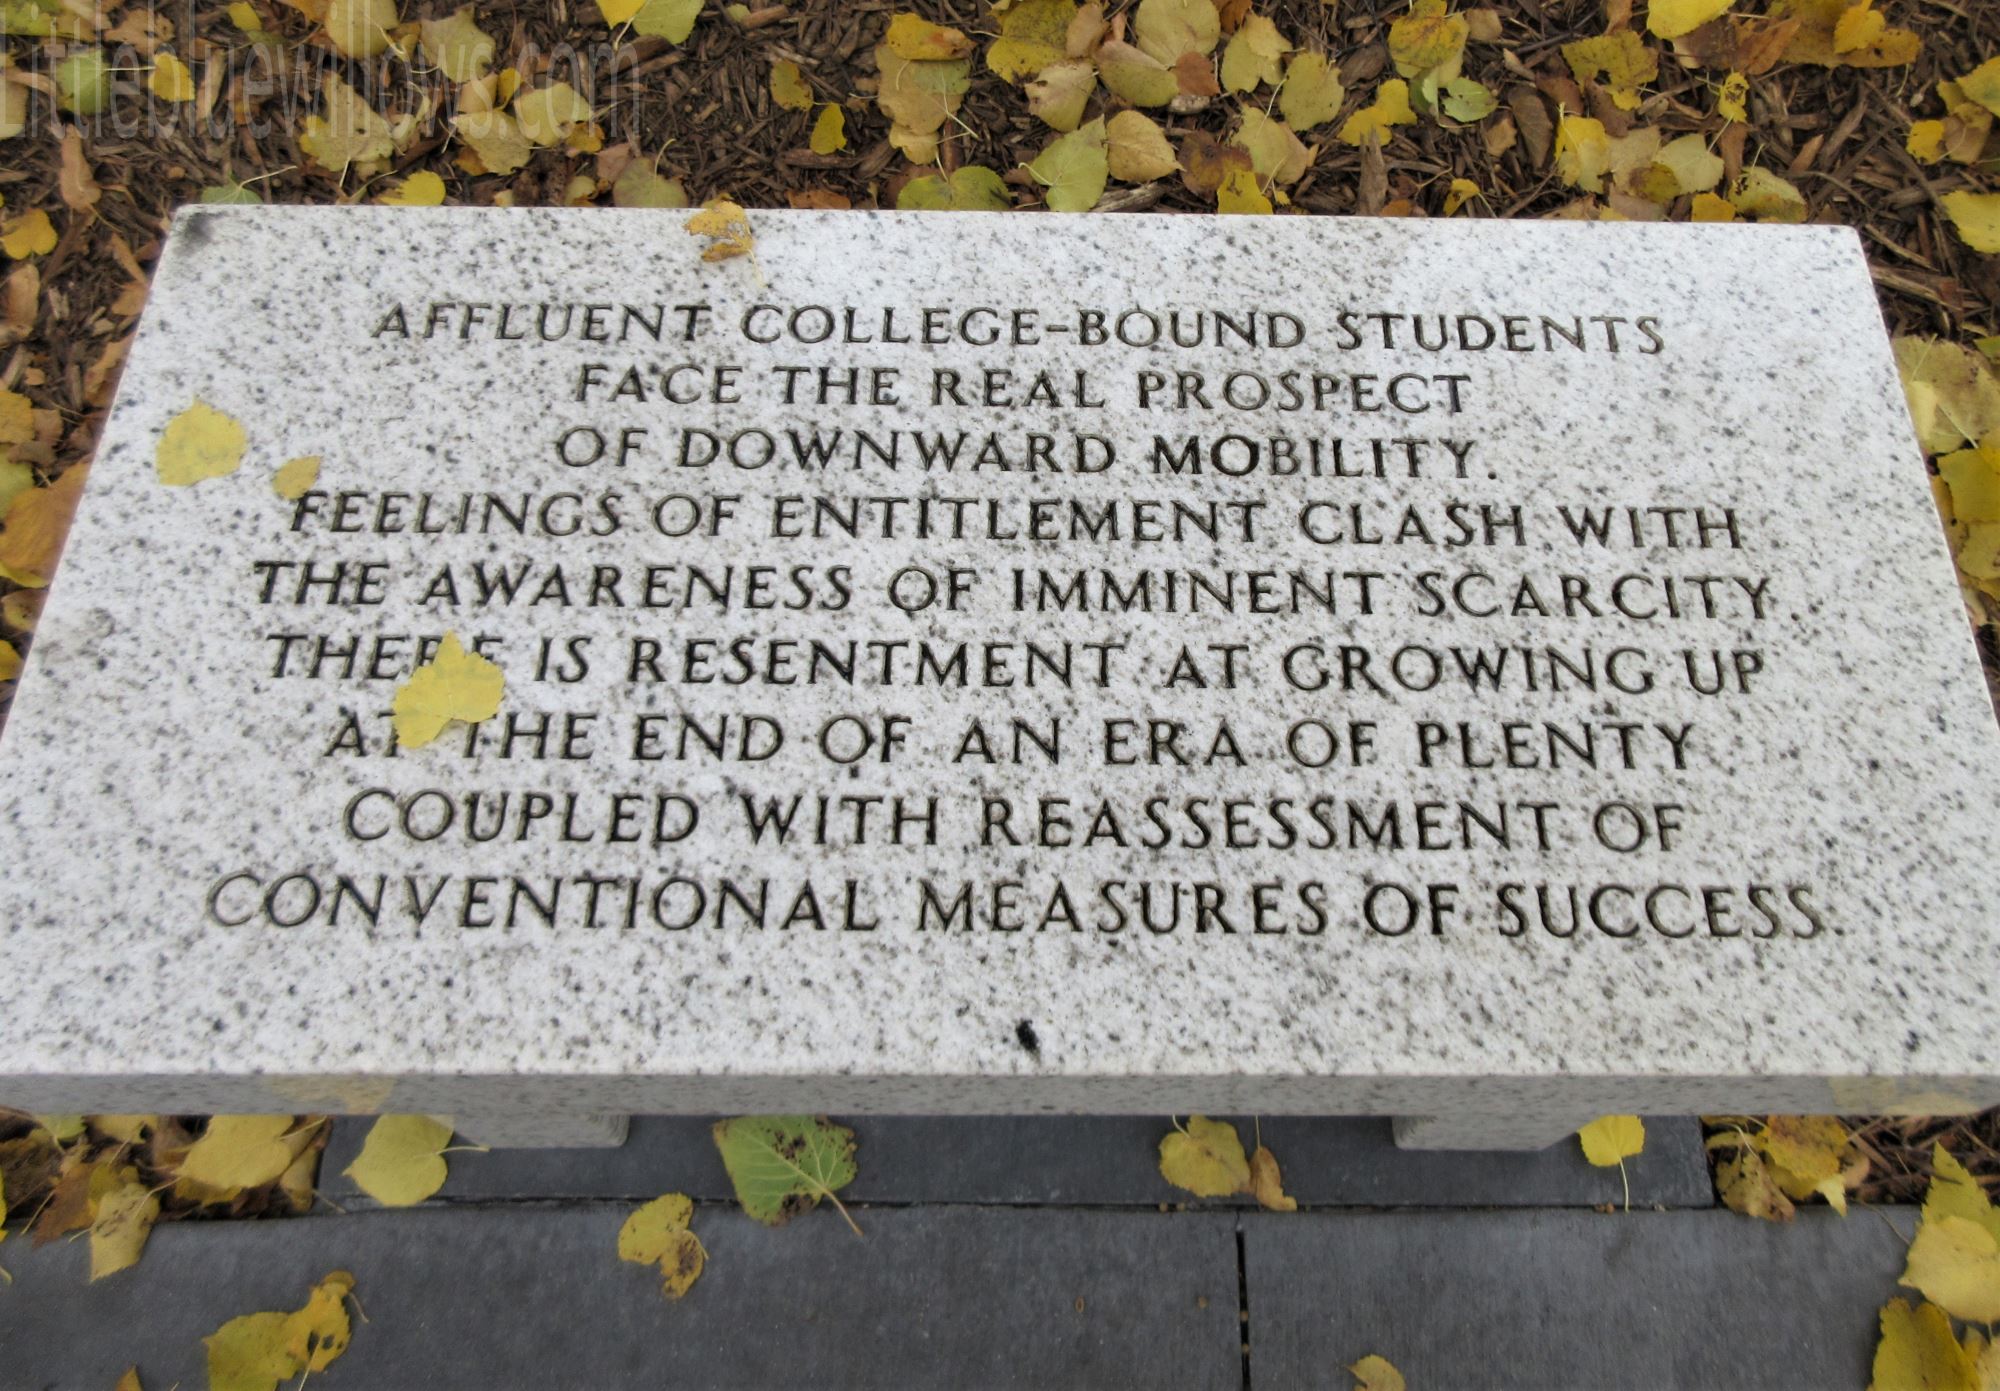 Littlebluewillows.com
AFFLUENT COLLEGE-BOUND STUDENTS
FACE THE REAL PROSPECT
OF DOWNWARD MOBILITY.
FEELINGS OF ENTITLEMENT CLASH WITH
THE AWARENESS OF IMMINENT SCARCITY.
THERE IS RESENTMENT AT GROWING UP
AT THE END OF AN ERA OF PLENTY
COUPLED WITH REASSESSMENT OF
CONVENTIONAL MEASURES OF SUCCESS.